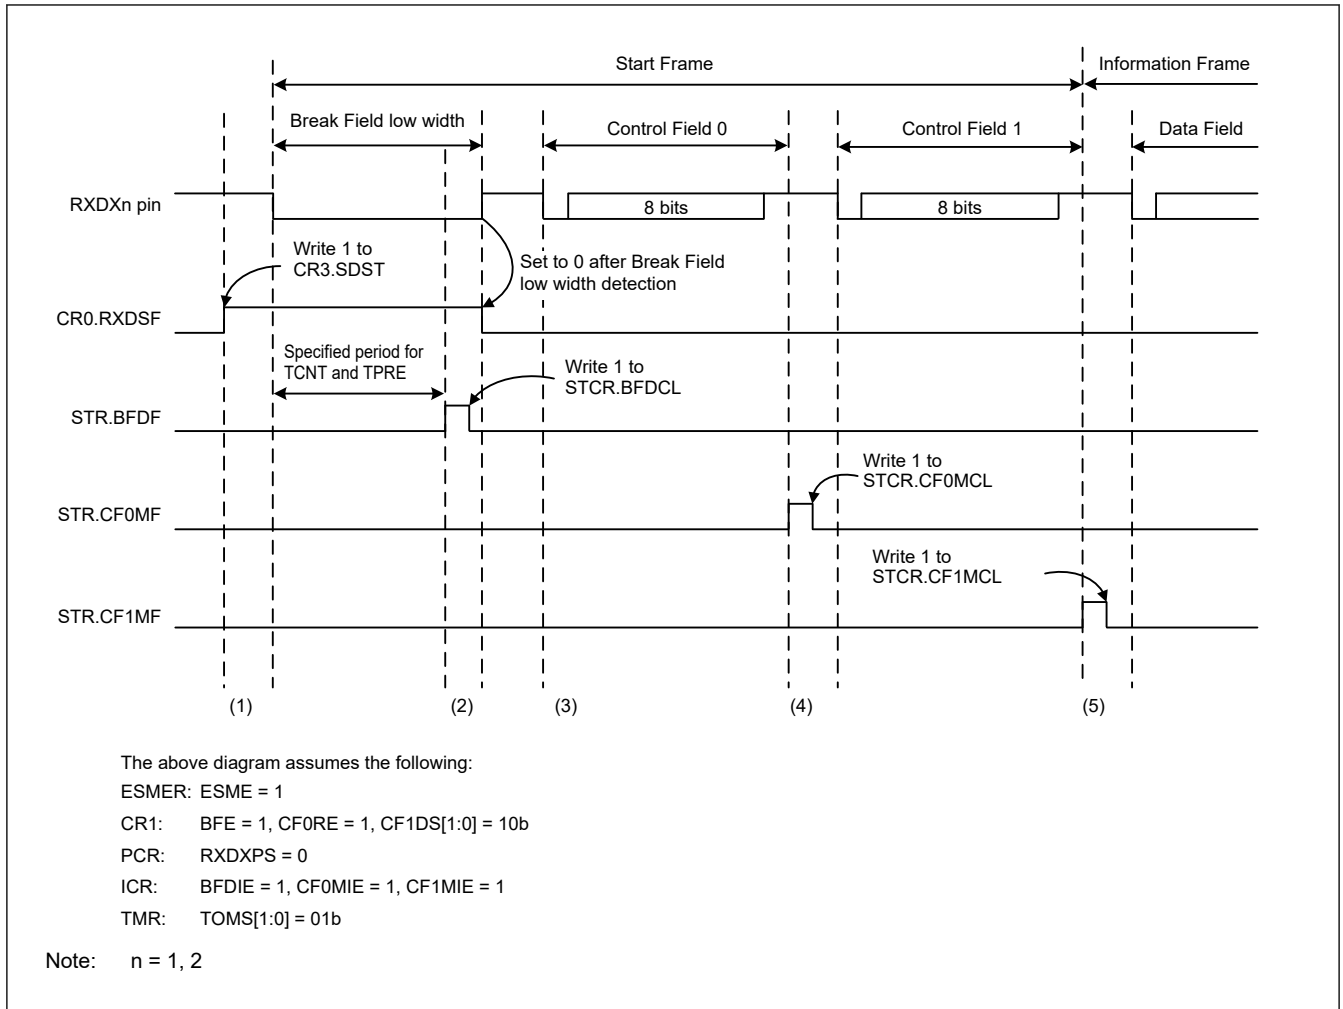 Start Frame
Information Frame
Break Field low width
Control Field 0
Control Field 1
Data Field
RXDXn pin
8 bits
8 bits
Write 1 to
CR3.SDST
Set to 0 after Break Field
low width detection
CR0.RXDSF
Specified period for
TCNT and TPRE
Write 1 to
STCR.BFDCL
STR.BFDF
Write 1 to
STCR.CF0MCL
STR.CF0MF
Write 1 to
STCR.CF1MCL
STR.CF1MF
(1)
(2)
(3)
(4)
(5)
The above diagram assumes the following:
ESMER: ESME = 1
CR1: BFE = 1, CF0RE = 1, CF1DS[1:0] = 10b
PCR: RXDXPS = 0
ICR: BFDIE = 1, CF0MIE = 1, CF1MIE = 1
TMR: TOMS[1:0] = 01b
Note: n = 1, 2